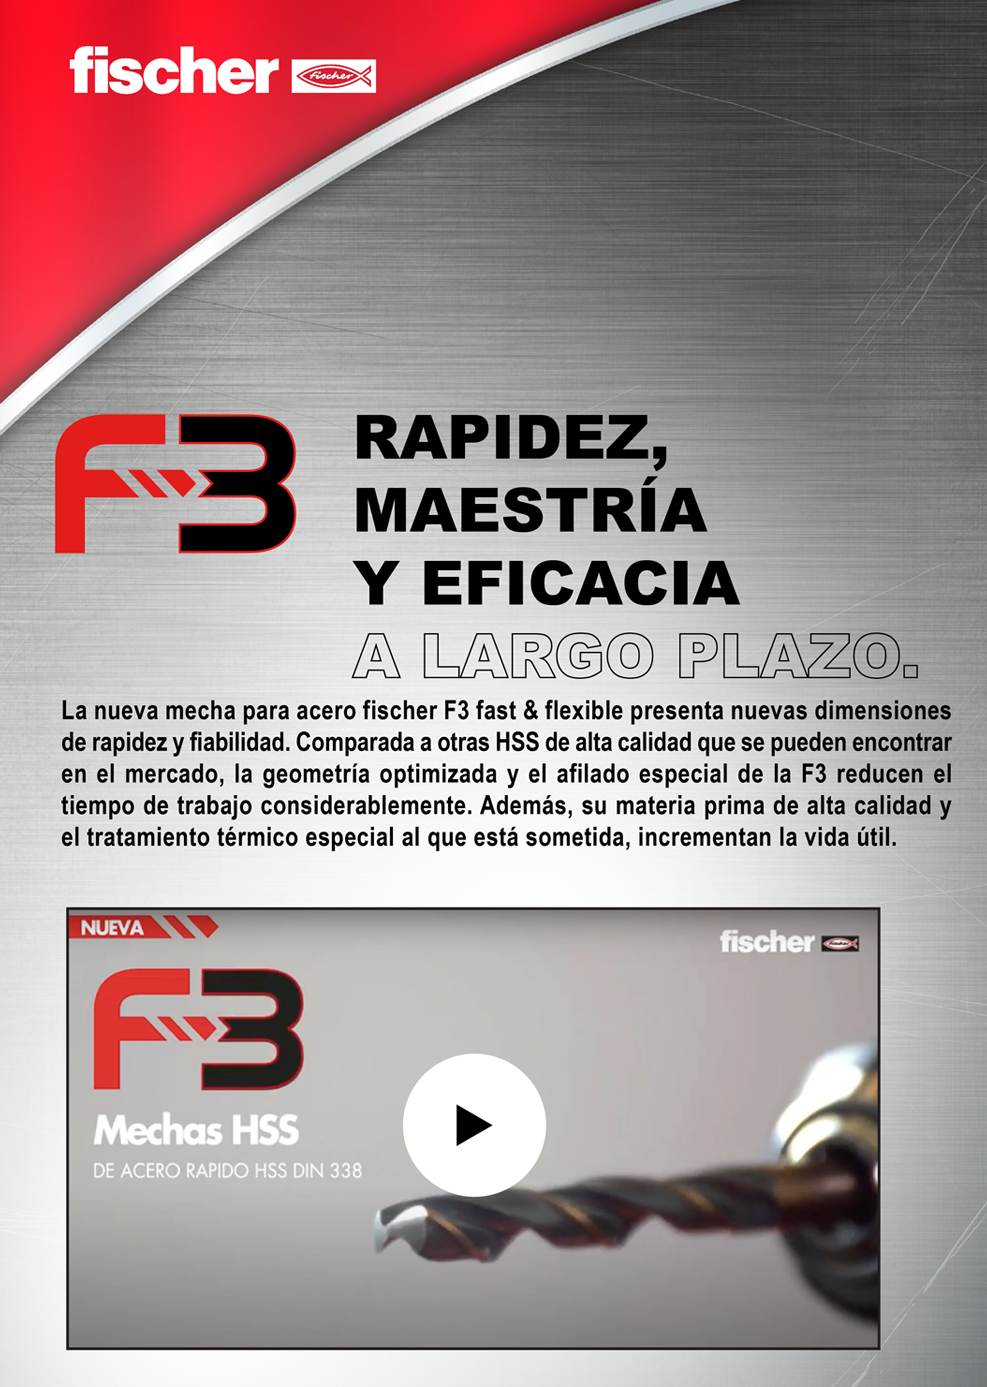 fischer fischer
F3
RAPIDEZ,
MAESTRÍA
Y EFICACIA
A LARGO PLAZO.
La nueva mecha para acero fischer F3 fast & flexible presenta nuevas dimensiones
de rapidez y fiabilidad. Comparada a otras HSS de alta calidad que se pueden encontrar
en el mercado, la geometría optimizada y el afilado especial de la F3 reducen el
tiempo de trabajo considerablemente. Además, su materia prima de alta calidad y
el tratamiento térmico especial al que está sometida, incrementan la vida útil.
NUEVA
fischer fischer
F3
Mechas HSS
DE ACERO RAPIDO HSS DIN 338